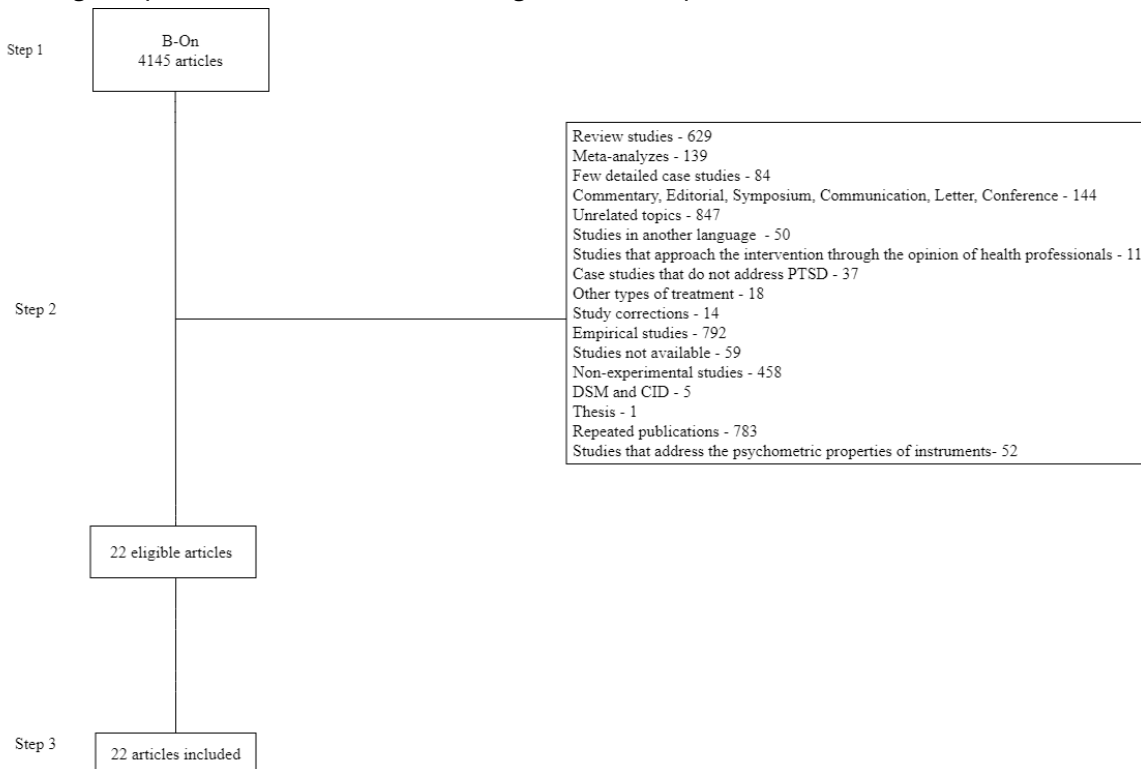 Step 1
B-On
4145 articles
Review studies - 629
Meta-analyzes - 139
Few detailed case studies - 84
Commentary, Editorial, Symposium, Communication, Letter, Conference - 144
Unrelated topics - 847
Studies in another language - 50
Studies that approach the intervention through the opinion of health professionals - 11
Case studies that do not address PTSD - 37
Other types of treatment - 18
Study corrections - 14
Empirical studies - 792
Studies not available - 59
Non-experimental studies - 458
DSM and CID - 5
Thesis - 1
Repeated publications - 783
Studies that address the psychometric properties of instruments- 52
Step 2
22 eligible articles
Step 3
22 articles included